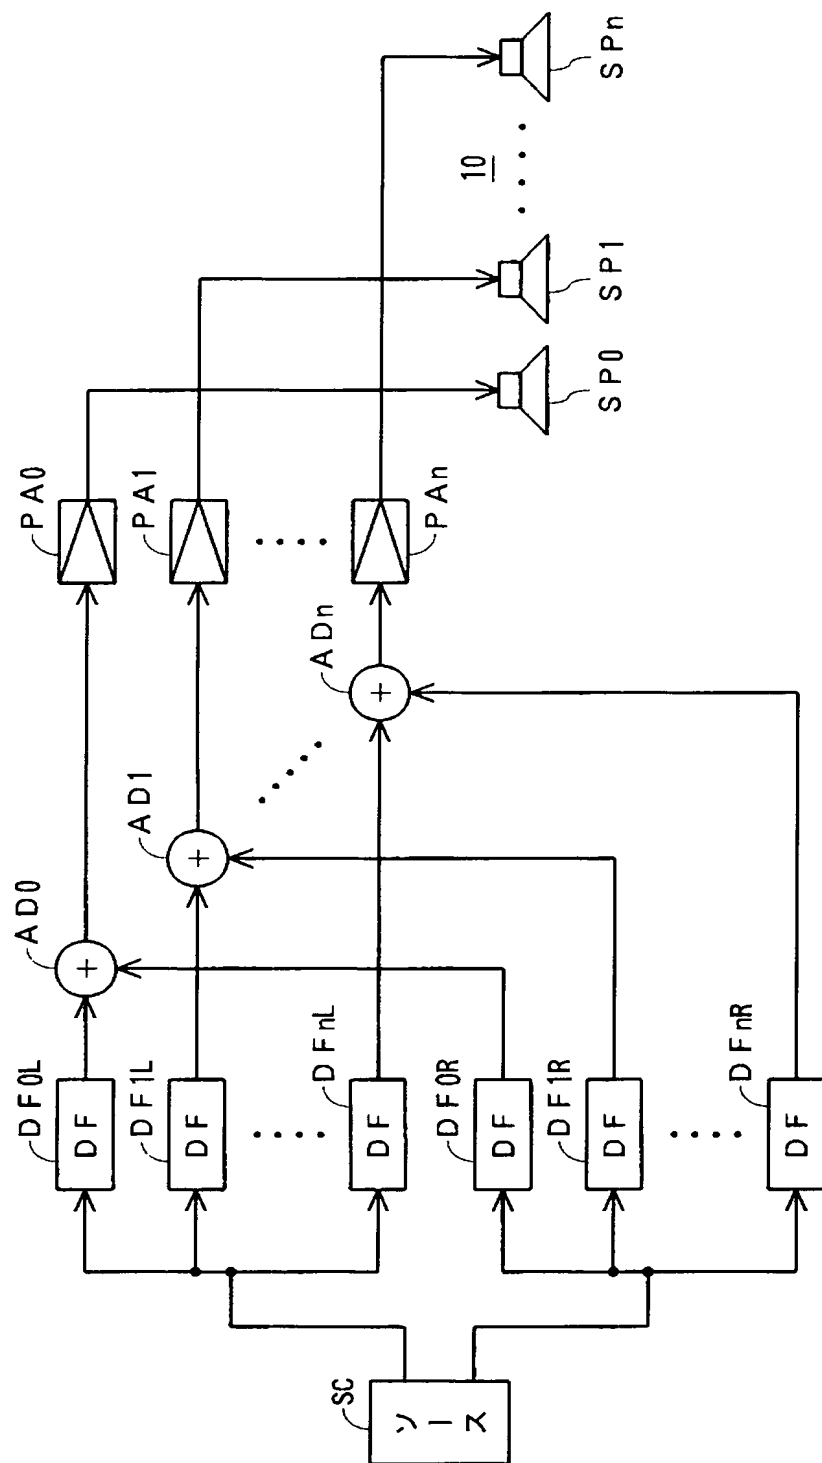 SC
ソース
DF0L
DF
DF1L
DF
DFnL
DF
DF0R
DF
DF1R
DF
DFnR
DF
AD0
+
AD1
+
ADn
+
PA0
PA1
PAn
SP0
SP1
10
SPn